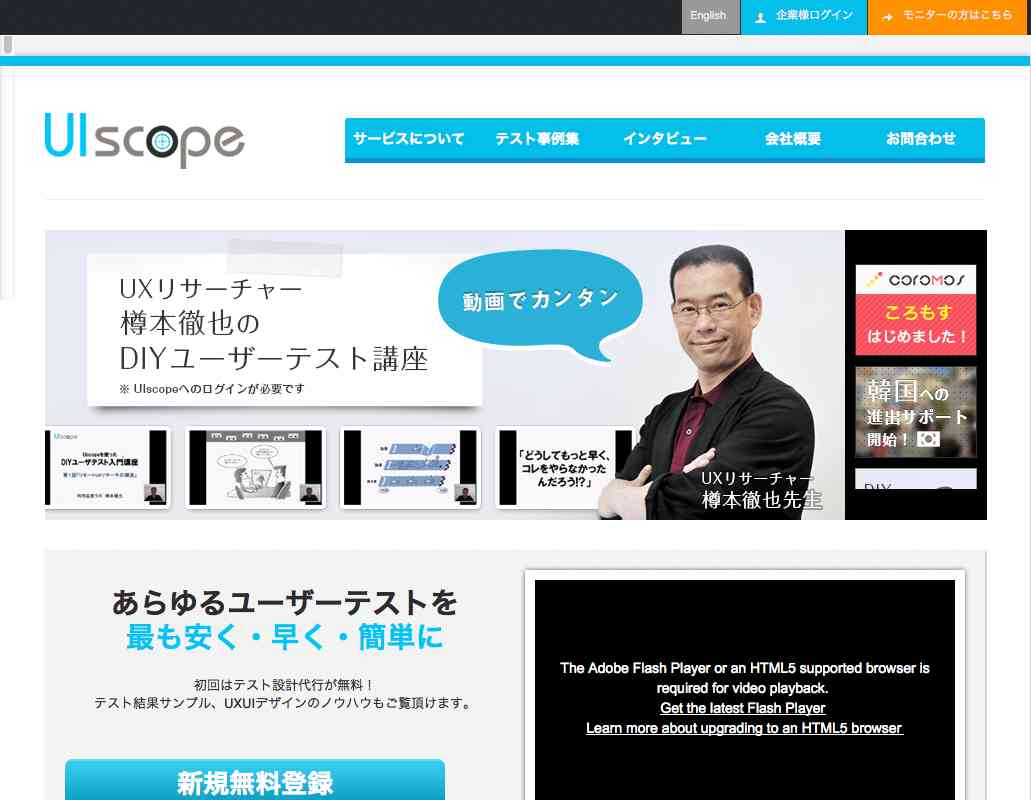 English
企業様ログイン
モニターの方はこちら
UIscope
サービスについて
テスト事例集
インタビュー
会社概要
お問合わせ
UXリサーチャー
樽本徹也の
DIYユーザーテスト講座
※ UIscopeへのログインが必要です
動画でカンタン
UIscope
UIscopeを使った
DIYユーザテスト入門講座
「どうしてもっと早く、
コレをやらなかった
んだろう!?」
UXリサーチャー
樽本徹也先生
COROMOS
ころもす
はじめました！
韓国への
進出サポート
開始！
あらゆるユーザーテストを
最も安く・早く・簡単に
初回はテスト設計代行が無料！
テスト結果サンプル、UXUIデザインのノウハウもご覧頂けます。
新規無料登録
The Adobe Flash Player or an HTML5 supported browser is
required for video playback.
Get the latest Flash Player
Learn more about upgrading to an HTML5 browser